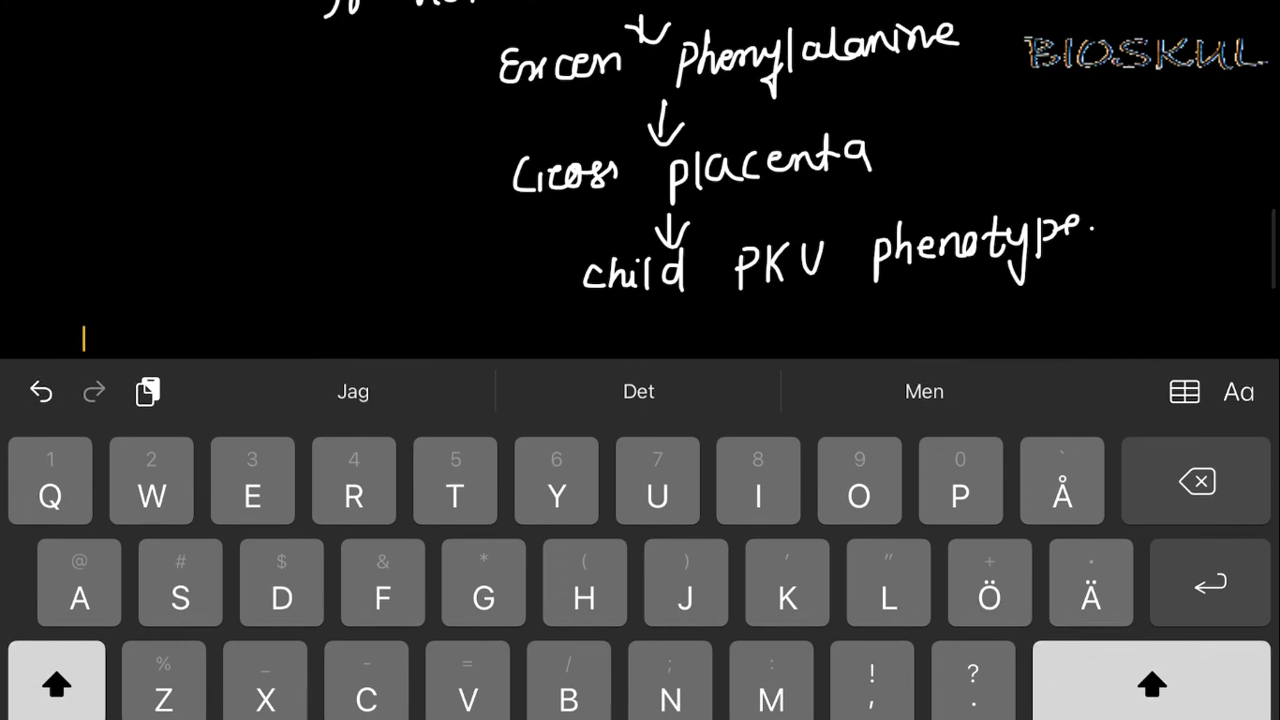 If
Excess phenylalanine
BIOSKUL
Cross placenta
child PKU phenotype.
Jag Det Men Aa
1 2 3 4 5 6 7 8 9 0 `
Q W E R T Y U I O P Å
@ # $ & * ( ) ' " + •
A S D F G H J K L Ö Ä
% _ - = / ; : ! ?
Z X C V B N M , .